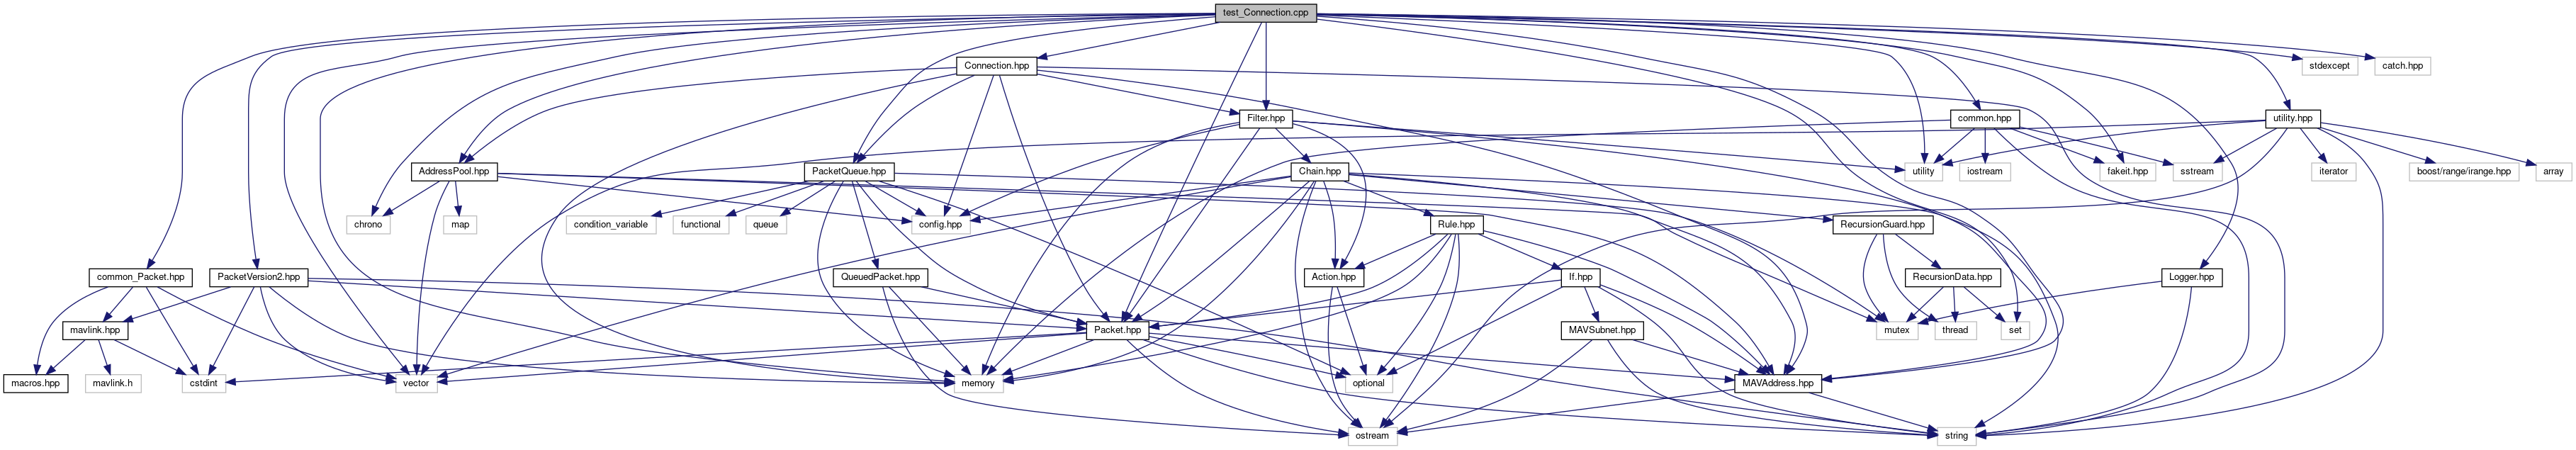 test_Connection.cpp
Connection.hpp
stdexcept
catch.hpp
Filter.hpp
common.hpp
utility.hpp
AddressPool.hpp
PacketQueue.hpp
Chain.hpp
utility
iostream
fakeit.hpp
sstream
iterator
boost/range/irange.hpp
array
chrono
map
condition_variable
functional
queue
config.hpp
Rule.hpp
RecursionGuard.hpp
common_Packet.hpp
PacketVersion2.hpp
QueuedPacket.hpp
Action.hpp
If.hpp
RecursionData.hpp
Logger.hpp
mavlink.hpp
Packet.hpp
MAVSubnet.hpp
mutex
thread
set
macros.hpp
mavlink.h
cstdint
vector
memory
optional
MAVAddress.hpp
ostream
string